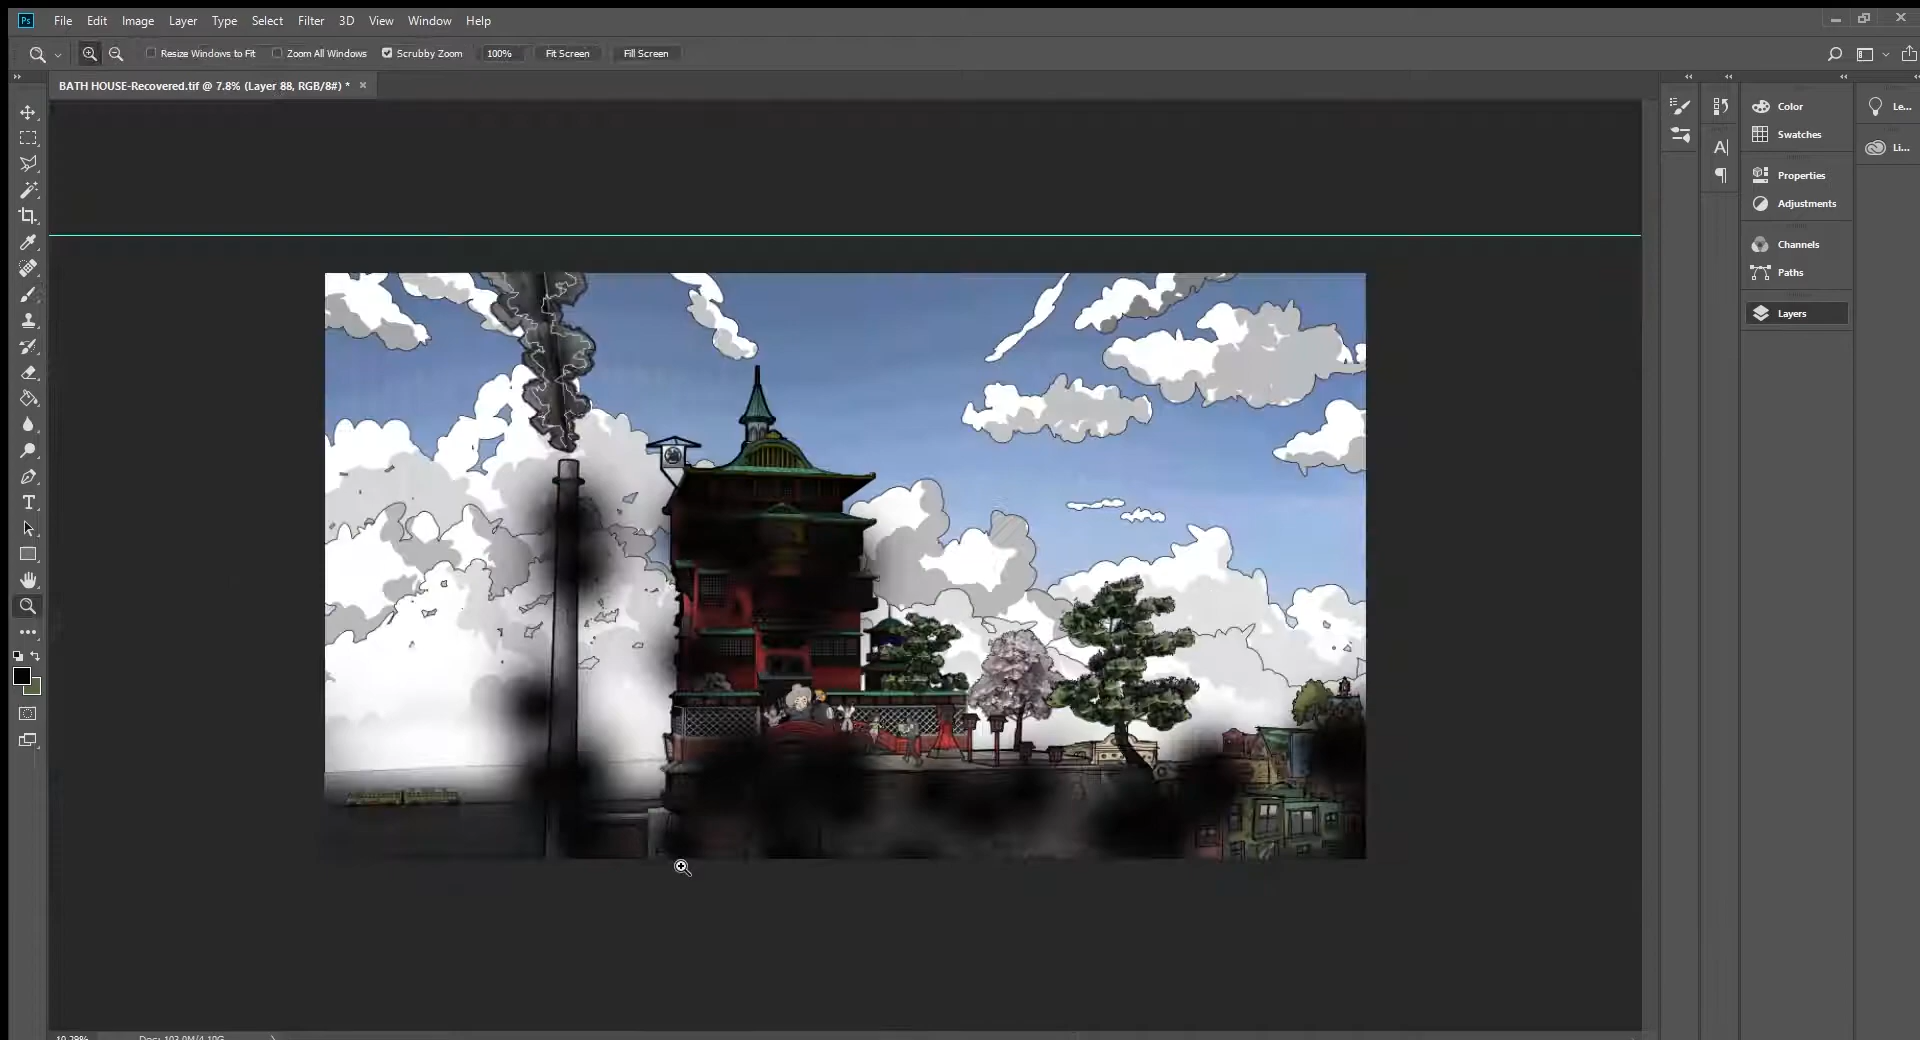 Ps File Edit Image Layer Type Select Filter 3D View Window Help
Resize Windows to Fit Zoom All Windows Scrubby Zoom 100% Fit Screen Fill Screen
BATH HOUSE-Recovered.tif @ 7.8% (Layer 88, RGB/8#) * ×
Color
Le...
Swatches
Li...
Properties
Adjustments
Channels
Paths
Layers